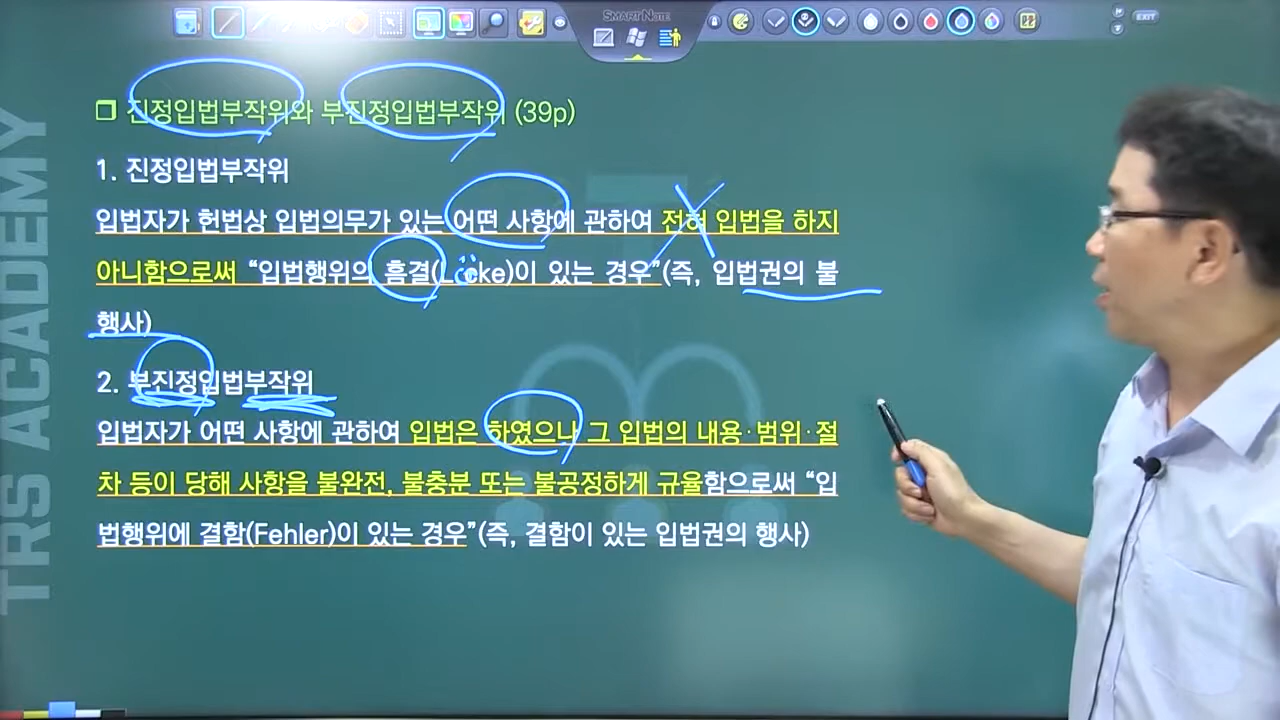 SMART NOTE
EXIT
❒ 진정입법부작위와 부진정입법부작위 (39p)
1. 진정입법부작위
입법자가 헌법상 입법의무가 있는 어떤 사항에 관하여 전혀 입법을 하지
아니함으로써 “입법행위의 흠결(Lücke)이 있는 경우”(즉, 입법권의 불
행사)
2. 부진정입법부작위
입법자가 어떤 사항에 관하여 입법은 하였으나 그 입법의 내용·범위·절
차 등이 당해 사항을 불완전, 불충분 또는 불공정하게 규율함으로써 “입
법행위에 결함(Fehler)이 있는 경우”(즉, 결함이 있는 입법권의 행사)
TRS ACADEMY